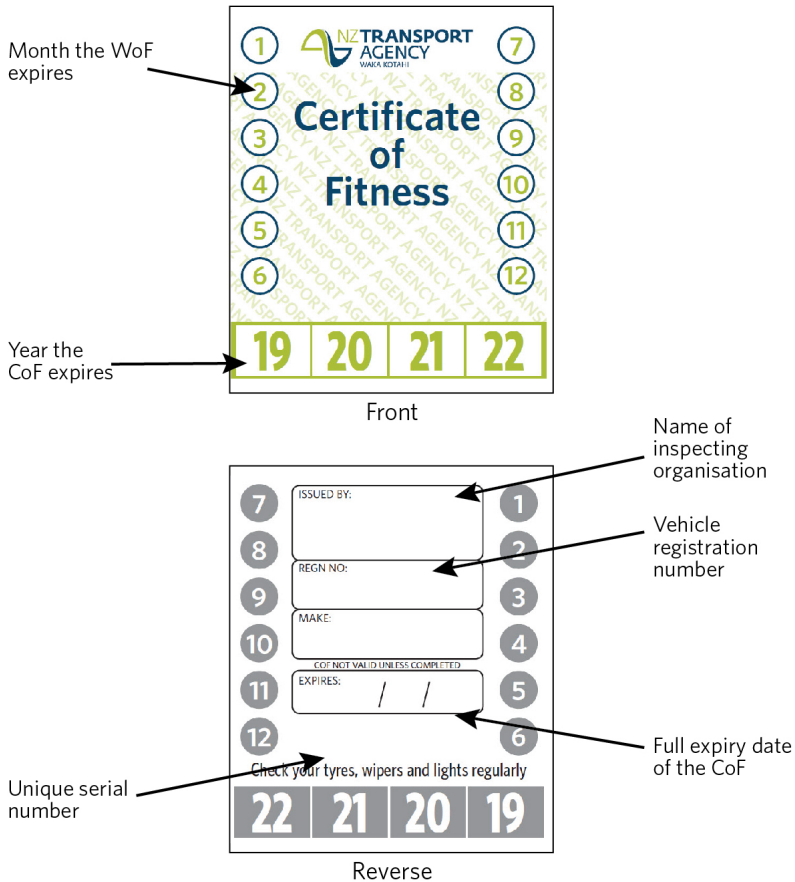 Month the WoF
expires
1
2
3
4
5
6
NZ TRANSPORT
AGENCY
WAKA KOTAHI
Certificate
of
Fitness
7
8
9
10
11
12
Year the
CoF expires
19 20 21 22
Front
Name of
inspecting
organisation
Vehicle
registration
number
7
8
9
10
11
12
ISSUED BY:
REGN NO:
MAKE:
COF NOT VALID UNLESS COMPLETED
EXPIRES: / /
1
2
3
4
5
6
Full expiry date
of the CoF
Unique serial
number
Check your tyres, wipers and lights regularly
22 21 20 19
Reverse